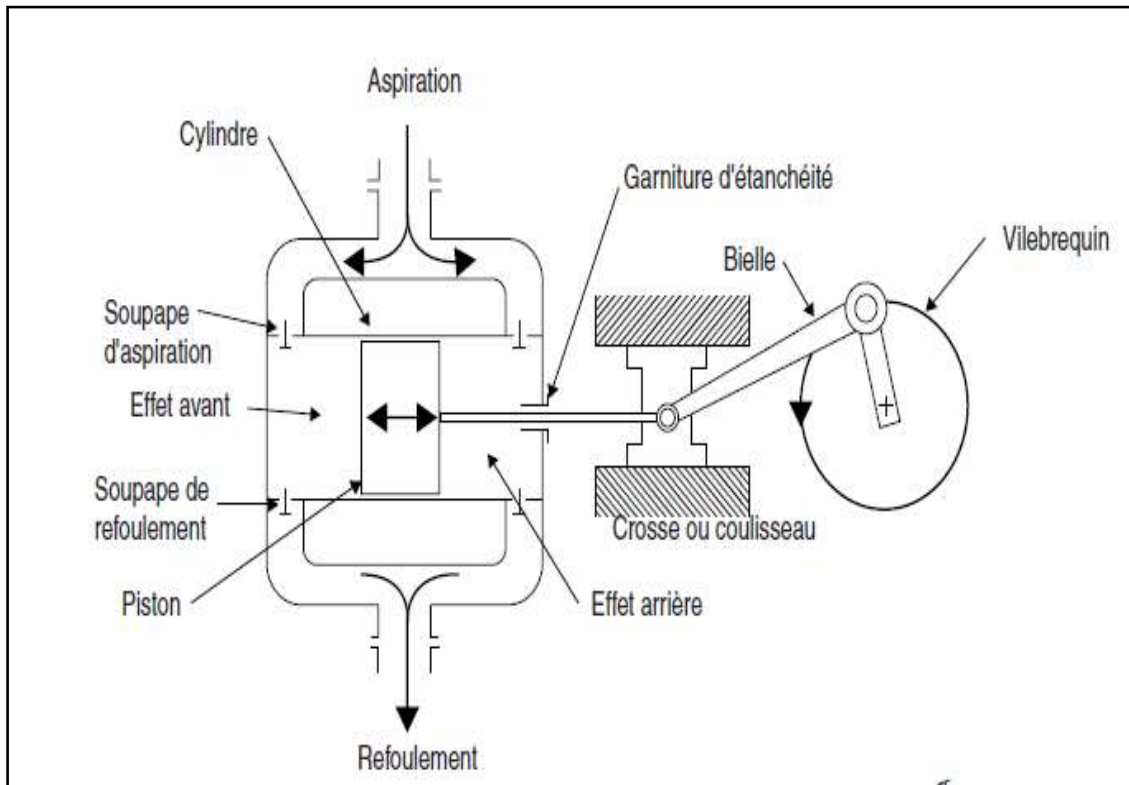 Aspiration
Cylindre
Garniture d'étanchéité
Vilebrequin
Bielle
Soupape
d'aspiration
Effet avant
Soupape de
refoulement
Crosse ou coulisseau
Piston
Effet arrière
Refoulement